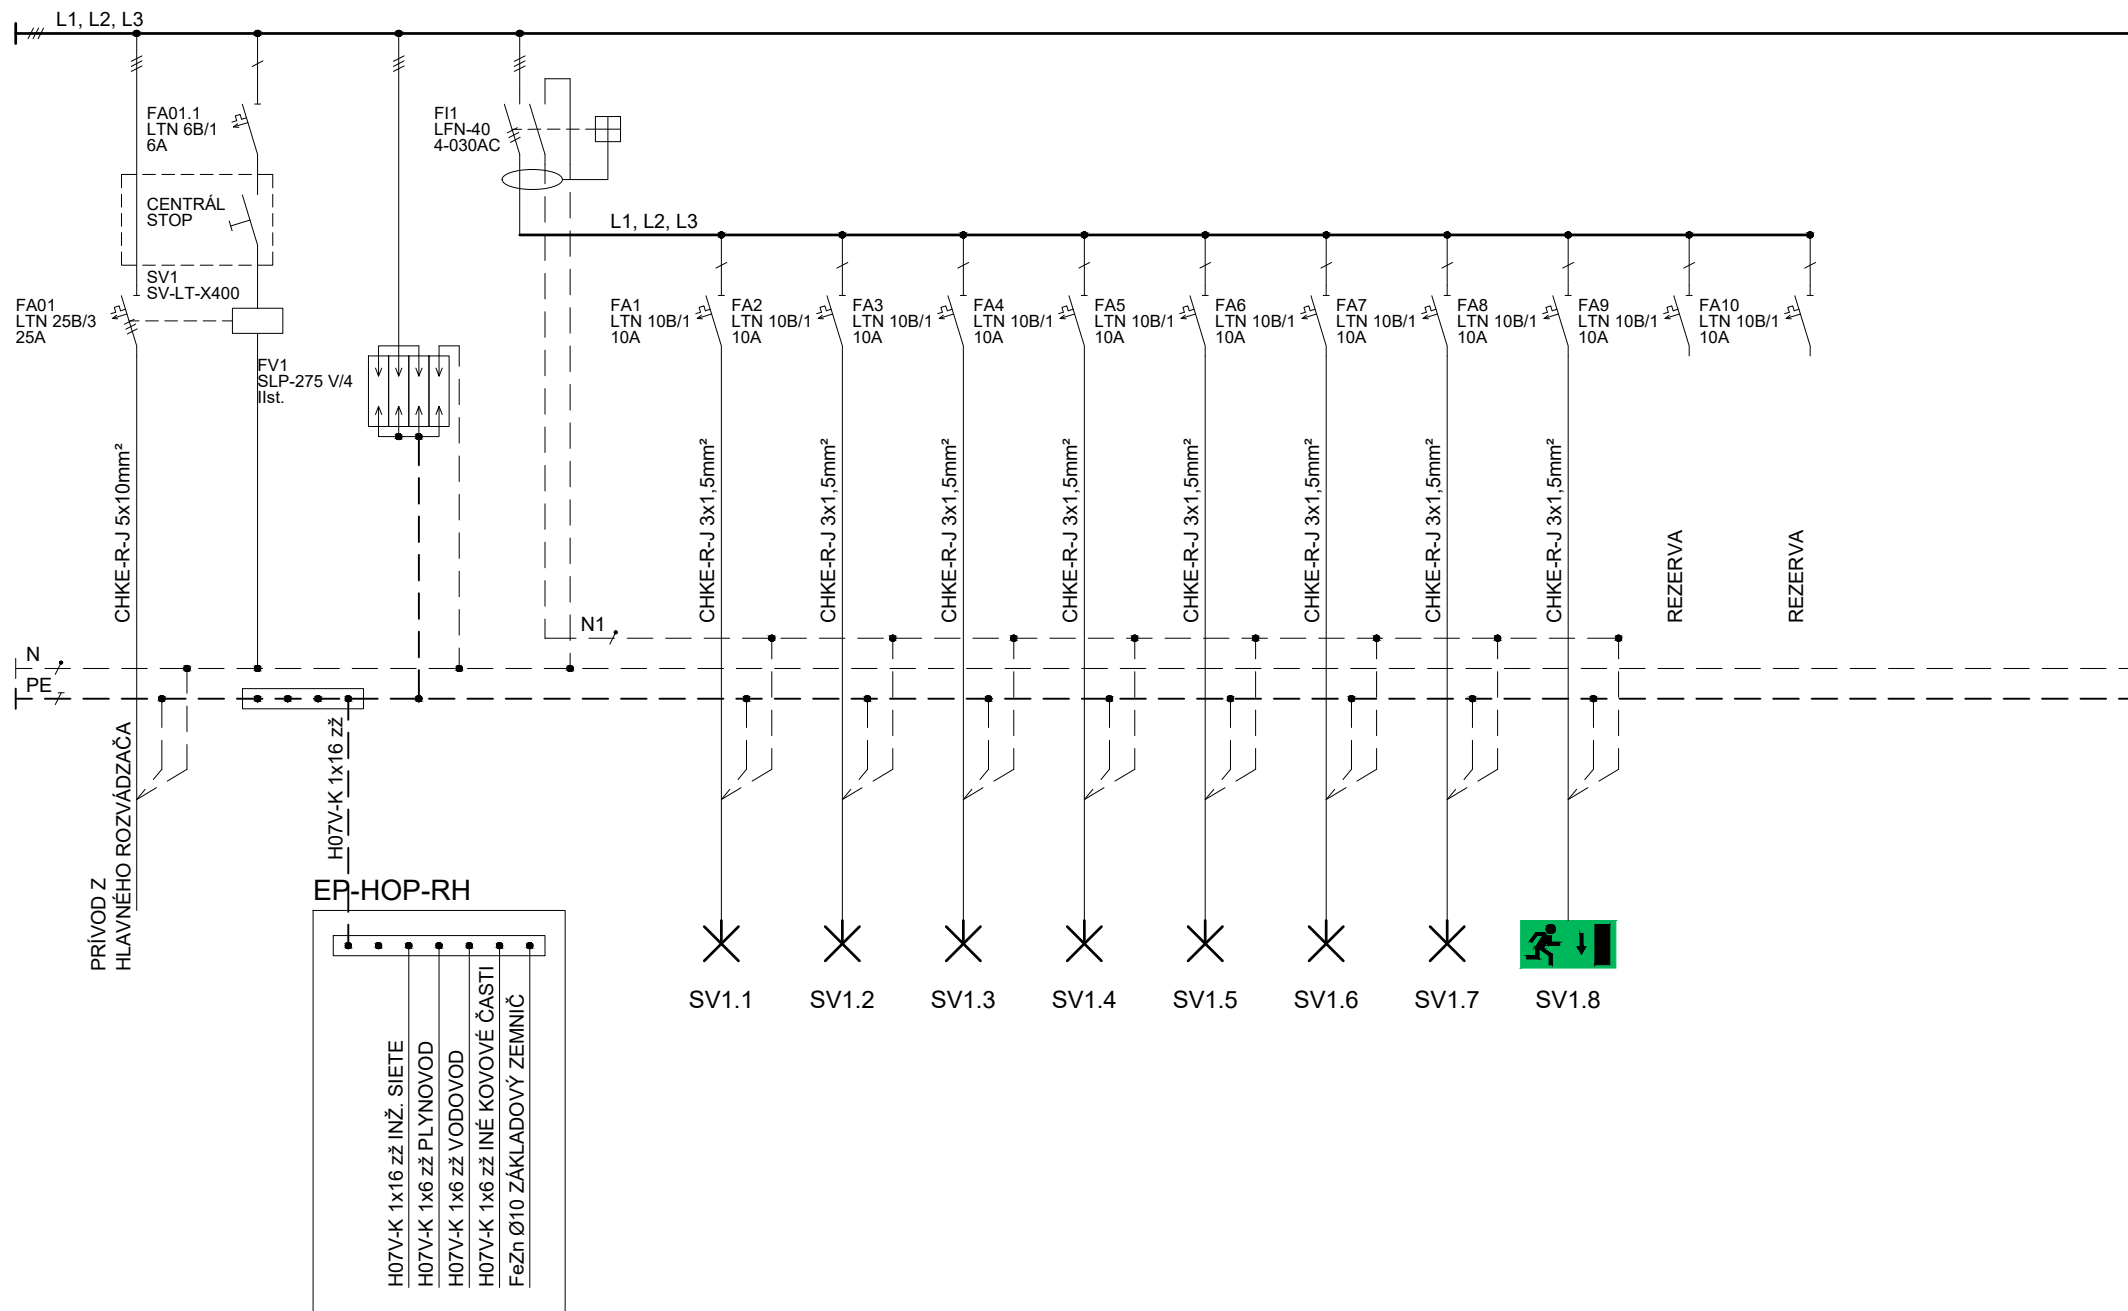 L1, L2, L3
FA01.1
LTN 6B/1
6A
CENTRÁL
STOP
SV1
SV-LT-X400
FA01
LTN 25B/3
25A
FV1
SLP-275 V/4
IIst.
FI1
LFN-40
4-030AC
L1, L2, L3
FA1
LTN 10B/1
10A
FA2
LTN 10B/1
10A
FA3
LTN 10B/1
10A
FA4
LTN 10B/1
10A
FA5
LTN 10B/1
10A
FA6
LTN 10B/1
10A
FA7
LTN 10B/1
10A
FA8
LTN 10B/1
10A
FA9
LTN 10B/1
10A
FA10
LTN 10B/1
10A
CHKE-R-J 5x10mm²
CHKE-R-J 3x1,5mm²
CHKE-R-J 3x1,5mm²
CHKE-R-J 3x1,5mm²
CHKE-R-J 3x1,5mm²
CHKE-R-J 3x1,5mm²
CHKE-R-J 3x1,5mm²
CHKE-R-J 3x1,5mm²
CHKE-R-J 3x1,5mm²
REZERVA
REZERVA
N1
N
PE
PRÍVOD Z
HLAVNÉHO ROZVÁDZAČA
H07V-K 1x16 zž
EP-HOP-RH
H07V-K 1x16 zž INŽ. SIETE
H07V-K 1x6 zž PLYNOVOD
H07V-K 1x6 zž VODOVOD
H07V-K 1x6 zž INÉ KOVOVÉ ČASTI
FeZn Ø10 ZÁKLADOVÝ ZEMNIČ
SV1.1
SV1.2
SV1.3
SV1.4
SV1.5
SV1.6
SV1.7
SV1.8